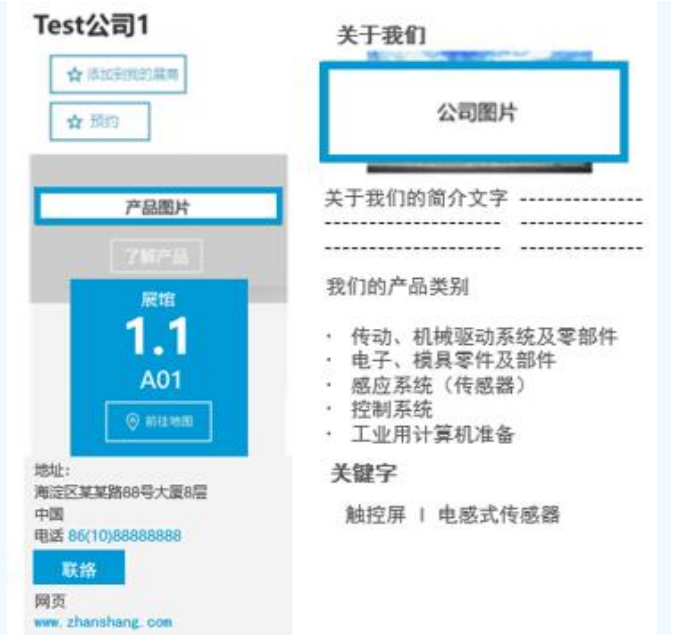 Test公司1
☆ 添加到我的展商
☆ 预约
产品图片
了解产品
展馆
1.1
A01
前往地图
地址:
海淀区某某路88号大厦8层
中国
电话 86(10)88888888
联络
网页
www.zhanshang.com
关于我们
公司图片
关于我们的简介文字 --------------
-------------------- --------------
-------------------- --------------
我们的产品类别
· 传动、机械驱动系统及零部件
· 电子、模具零件及部件
· 感应系统（传感器）
· 控制系统
· 工业用计算机准备
关键字
触控屏 | 电感式传感器